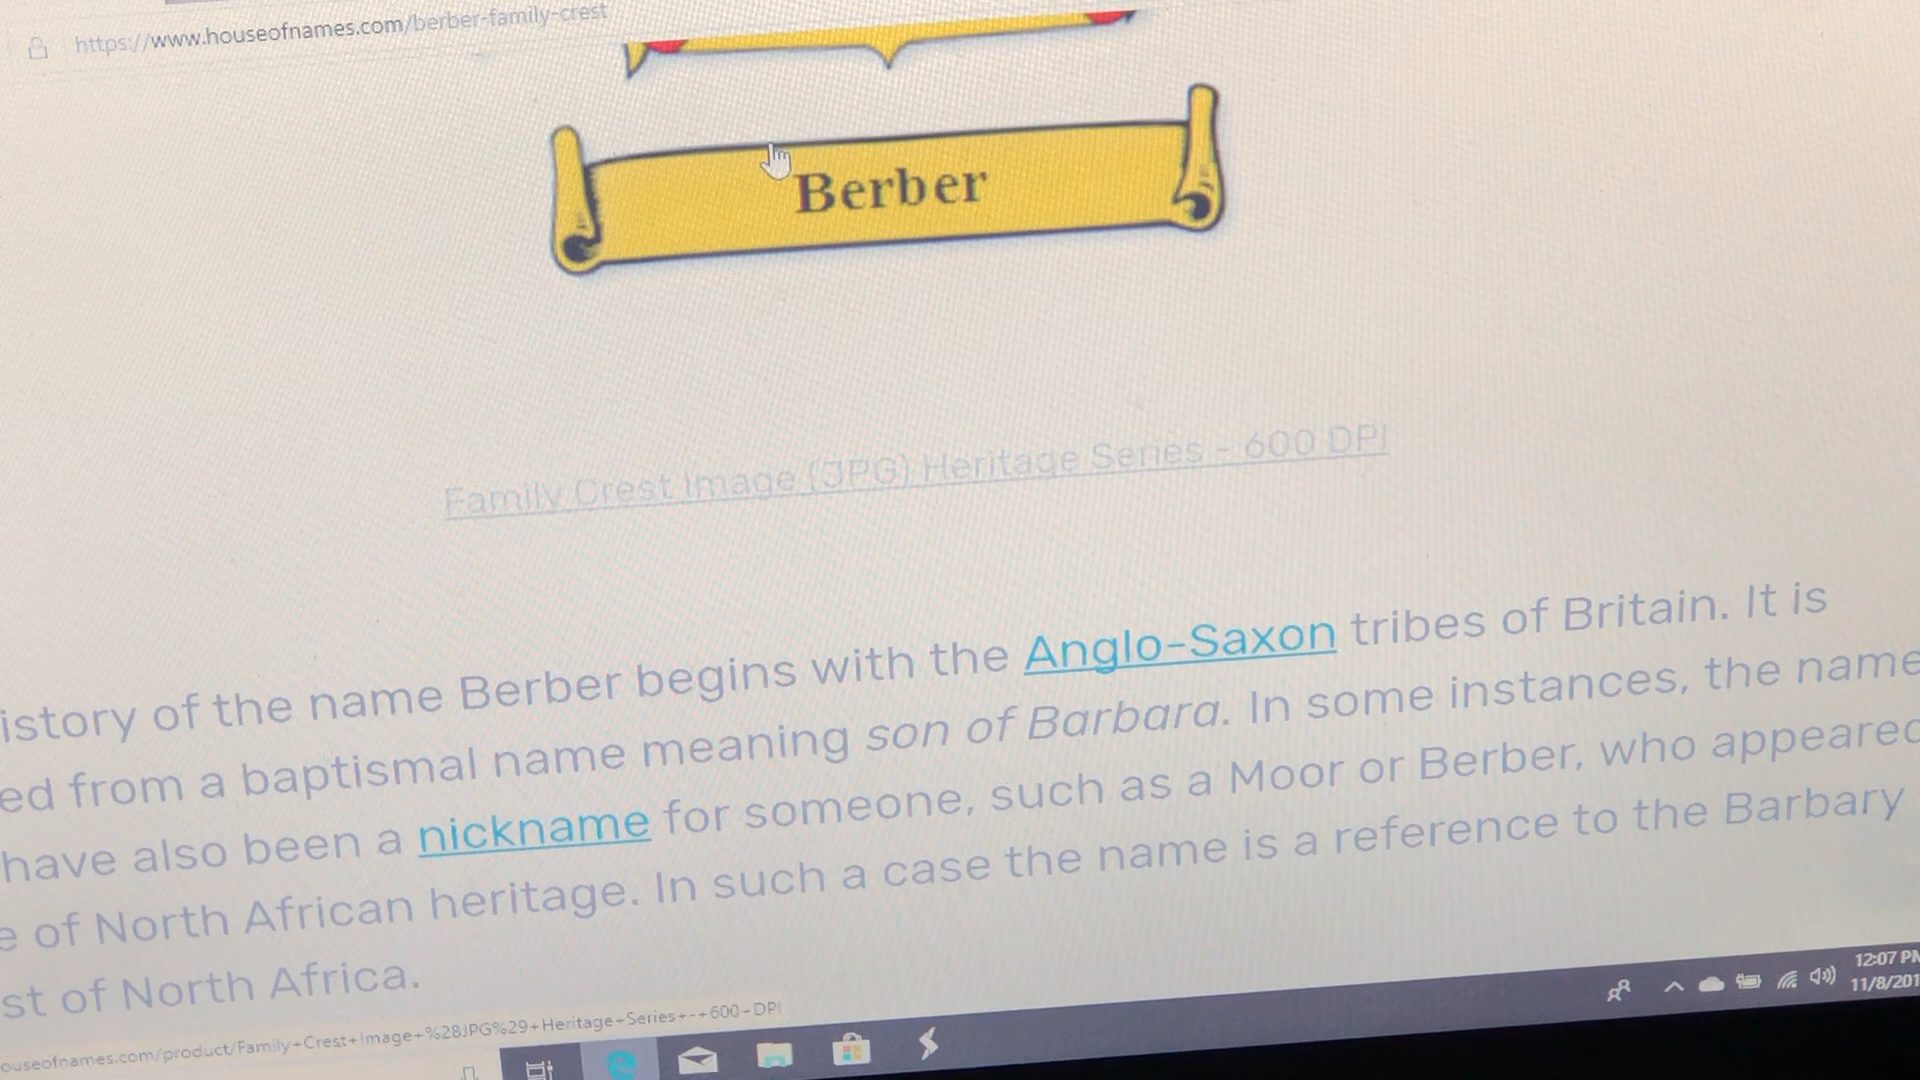 https://www.houseofnames.com/berber-family-crest
Berber
Family Crest Image (JPG) Heritage Series - 600 DPI
istory of the name Berber begins with the Anglo-Saxon tribes of Britain. It is
ed from a baptismal name meaning son of Barbara. In some instances, the name
have also been a nickname for someone, such as a Moor or Berber, who appeared
e of North African heritage. In such a case the name is a reference to the Barbary
st of North Africa.
ouseofnames.com/product/Family+Crest+Image+%28JPG%29+Heritage+Series+-+600+DPI
12:07 PM
11/8/201